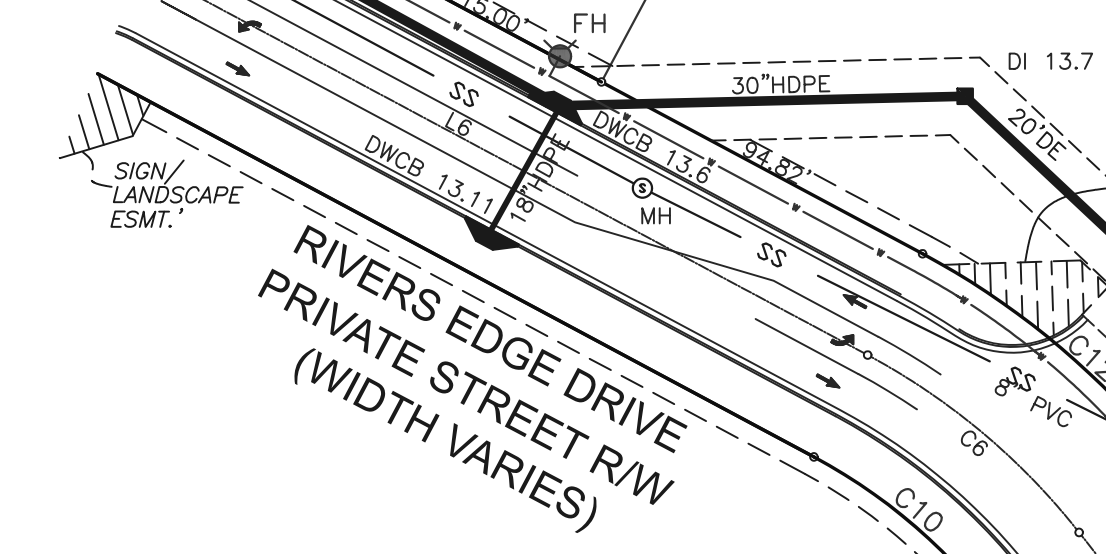 15.00'
FH
DI 13.7
30"HDPE
20'DE
SS
L6
DWCB 13.6
94.82'
DWCB 13.11
18"HDPE
S
MH
SS
SIGN/
LANDSCAPE
ESMT.'
RIVERS EDGE DRIVE
PRIVATE STREET R/W
(WIDTH VARIES)
W
W
W
W
W
W
W
W
C12
SS
8" PVC
C6
C10